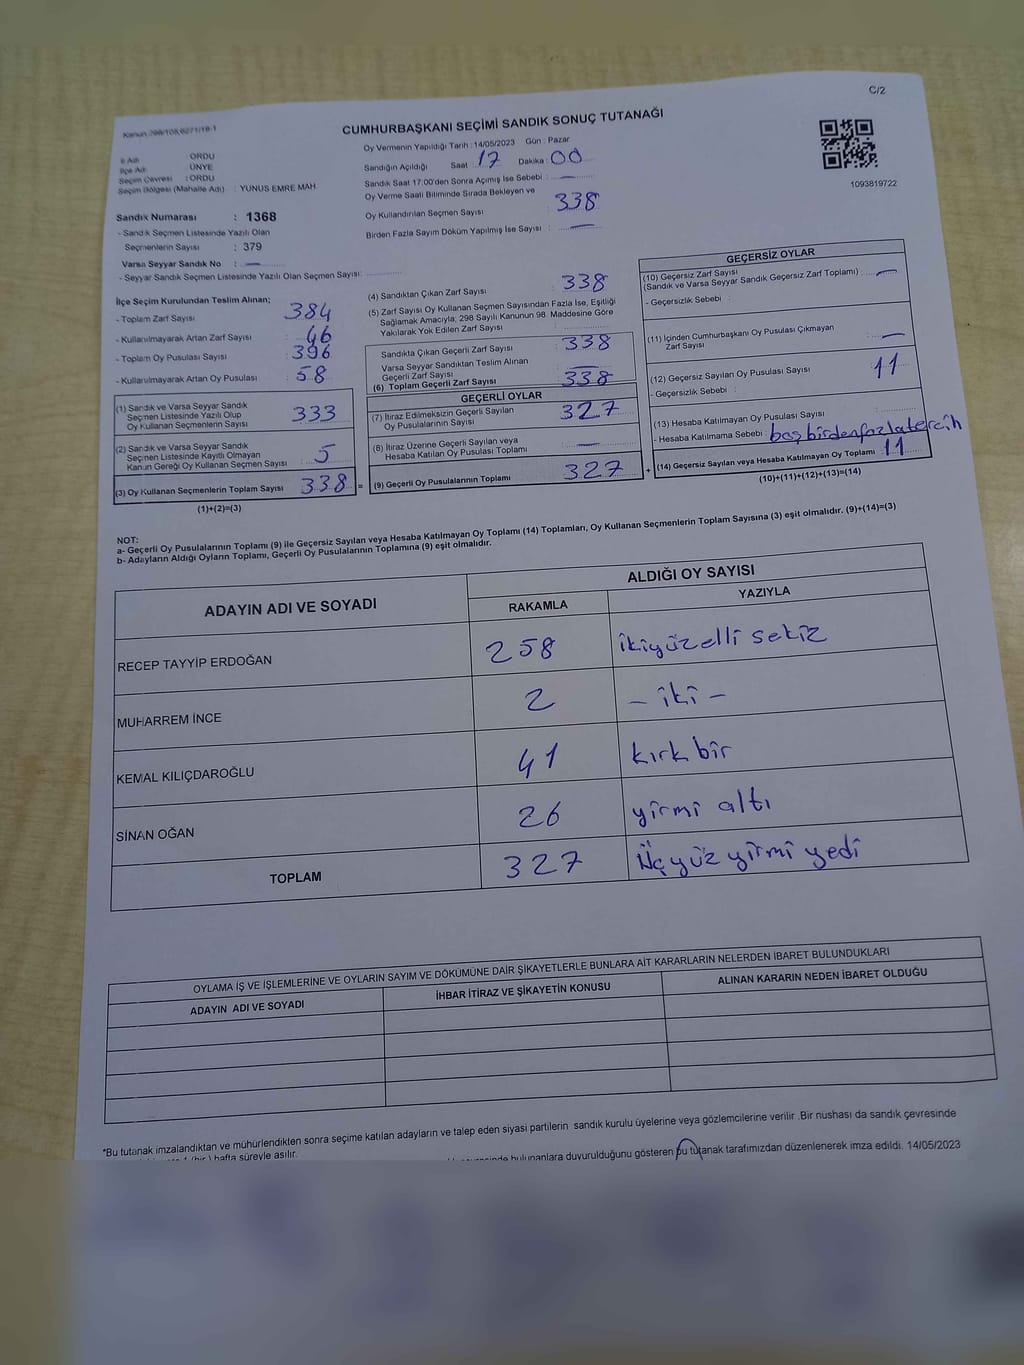 C/2
Kanun:298/105,6271/18-1
CUMHURBAŞKANI SEÇİMİ SANDIK SONUÇ TUTANAĞI
1093819722
İl Adı : ORDU
İlçe Adı : ÜNYE
Seçim Çevresi : ORDU
Seçim Bölgesi (Mahalle Adı) : YUNUS EMRE MAH.
Sandık Numarası : 1368
- Sandık Seçmen Listesinde Yazılı Olan
Seçmenlerin Sayısı : 379
Varsa Seyyar Sandık No : —
- Seyyar Sandık Seçmen Listesinde Yazılı Olan Seçmen Sayısı:
Oy Vermenin Yapıldığı Tarih :14/05/2023 Gün : Pazar
Sandığın Açıldığı Saat : 17 Dakika : 00
Sandık Saat 17.00'den Sonra Açımış İse Sebebi : —
Oy Verme Saati Bitiminde Sırada Bekleyen ve
Oy Kullandırılan Seçmen Sayısı : 338
Birden Fazla Sayım Döküm Yapılmış İse Sayısı : —
İlçe Seçim Kurulundan Teslim Alınan;
- Toplam Zarf Sayısı : 384
- Kullanılmayarak Artan Zarf Sayısı : 46
- Toplam Oy Pusulası Sayısı : 396
- Kullanılmayarak Artan Oy Pusulası : 58
(1) Sandık ve Varsa Seyyar Sandık
Seçmen Listesinde Yazılı Olup
Oy Kullanan Seçmenlerin Sayısı : 333
(2) Sandık ve Varsa Seyyar Sandık
Seçmen Listesinde Kayıtlı Olmayan
Kanun Gereği Oy Kullanan Seçmen Sayısı : 5
(3) Oy Kullanan Seçmenlerin Toplam Sayısı : 338 =
(1)+(2)=(3)
(4) Sandıktan Çıkan Zarf Sayısı : 338
(5) Zarf Sayısı Oy Kullanan Seçmen Sayısından Fazla İse, Eşitliği
Sağlamak Amacıyla; 298 Sayılı Kanunun 98. Maddesine Göre
Yakılarak Yok Edilen Zarf Sayısı :
Sandıkta Çıkan Geçerli Zarf Sayısı : 338
Varsa Seyyar Sandıktan Teslim Alınan
Geçerli Zarf Sayısı : —
(6) Toplam Geçerli Zarf Sayısı : 338
GEÇERLİ OYLAR
(7) İtiraz Edilmeksizin Geçerli Sayılan
Oy Pusulalarının Sayısı : 327
(8) İtiraz Üzerine Geçerli Sayılan veya
Hesaba Katılan Oy Pusulası Toplamı : —
(9) Geçerli Oy Pusulalarının Toplamı : 327 +
GEÇERSİZ OYLAR
(10) Geçersiz Zarf Sayısı
(Sandık ve Varsa Seyyar Sandık Geçersiz Zarf Toplamı) : —
- Geçersizlik Sebebi :
(11) İçinden Cumhurbaşkanı Oy Pusulası Çıkmayan
Zarf Sayısı : —
(12) Geçersiz Sayılan Oy Pusulası Sayısı : 11
- Geçersizlik Sebebi :
(13) Hesaba Katılmayan Oy Pusulası Sayısı :
- Hesaba Katılmama Sebebi : birdenfazlatercih
(14) Geçersiz Sayılan veya Hesaba Katılmayan Oy Toplamı : 11
(10)+(11)+(12)+(13)=(14)
NOT:
a- Geçerli Oy Pusulalarının Toplamı (9) ile Geçersiz Sayılan veya Hesaba Katılmayan Oy Toplamı (14) Toplamları, Oy Kullanan Seçmenlerin Toplam Sayısına (3) eşit olmalıdır. (9)+(14)=(3)
b- Adayların Aldığı Oyların Toplamı, Geçerli Oy Pusulalarının Toplamına (9) eşit olmalıdır.
ADAYIN ADI VE SOYADI ALDIĞI OY SAYISI
RAKAMLA YAZIYLA
RECEP TAYYİP ERDOĞAN 258 ikiyüzelli sekiz
MUHARREM İNCE 2 - iki -
KEMAL KILIÇDAROĞLU 41 kırk bir
SİNAN OĞAN 26 yirmi altı
TOPLAM 327 Üçyüz yirmi yedi
OYLAMA İŞ VE İŞLEMLERİNE VE OYLARIN SAYIM VE DÖKÜMÜNE DAİR ŞİKAYETLERLE BUNLARA AİT KARARLARIN NELERDEN İBARET BULUNDUKLARI
ADAYIN ADI VE SOYADI İHBAR İTİRAZ VE ŞİKAYETİN KONUSU ALINAN KARARIN NEDEN İBARET OLDUĞU
*Bu tutanak imzalandıktan ve mühürlendikten sonra seçime katılan adayların ve talep eden siyasi partilerin sandık kurulu üyelerine veya gözlemcilerine verilir .Bir nüshası da sandık çevresinde
1 (bir ) hafta süreyle asılır.
bulunanlara duyurulduğunu gösteren bu tutanak tarafımızdan düzenlenerek imza edildi. 14/05/2023